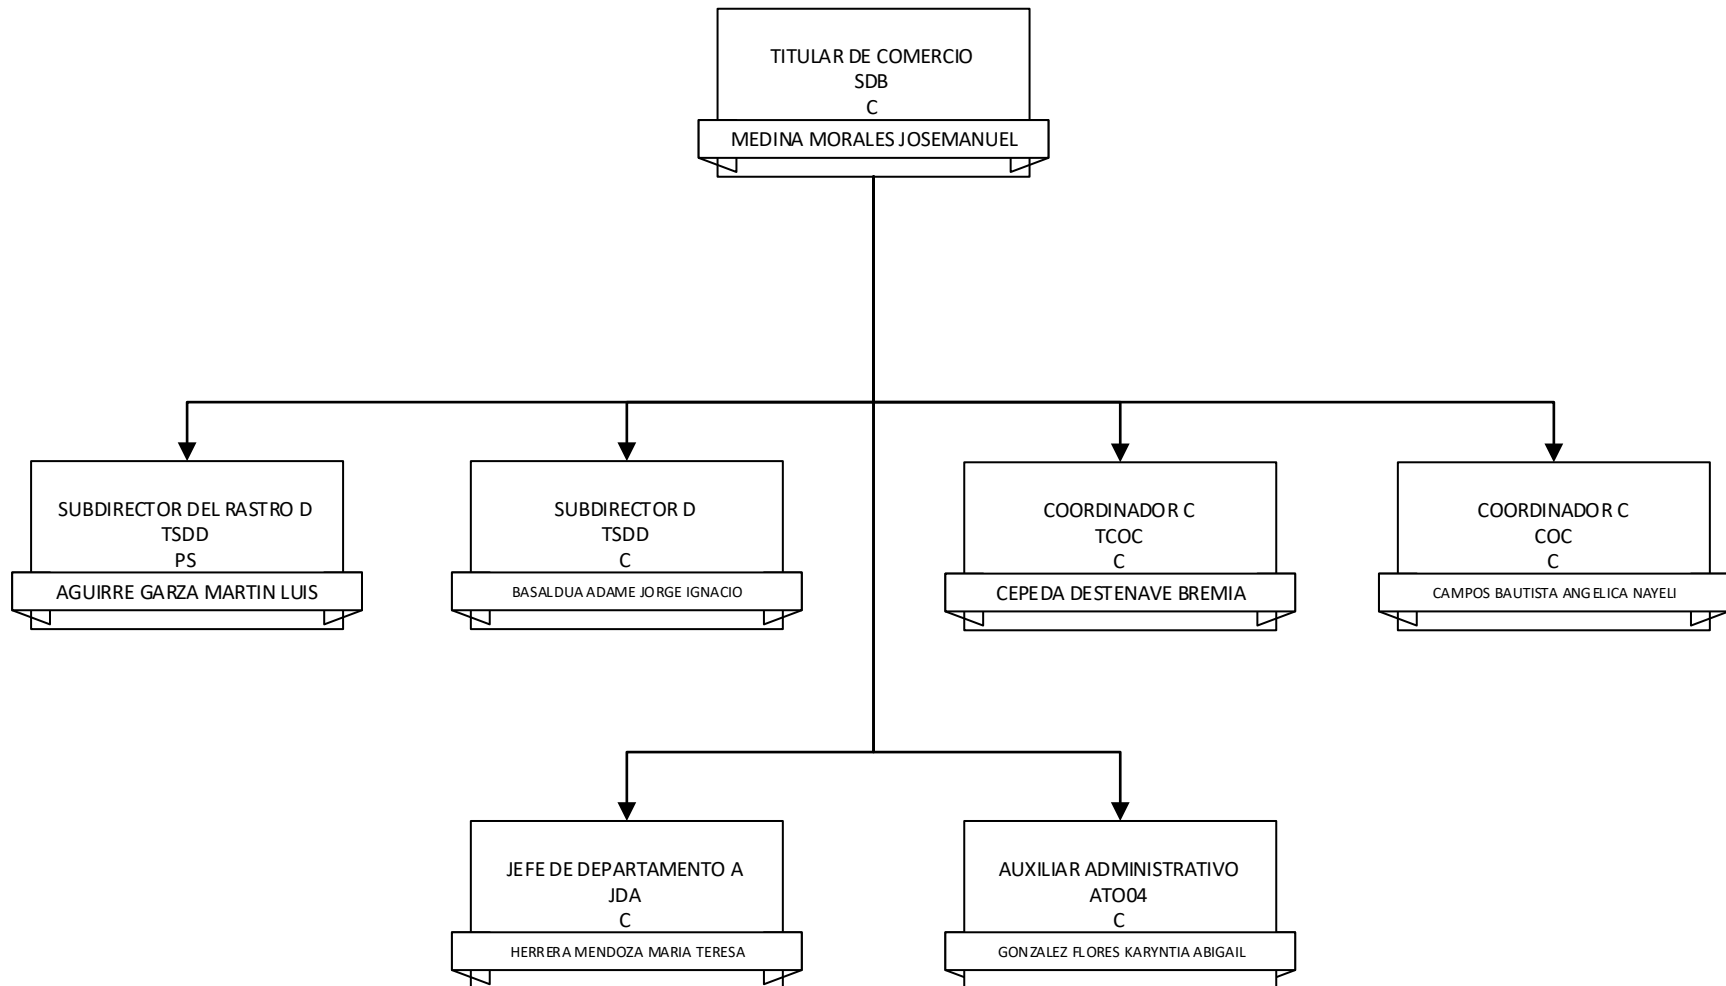 TITULAR DE COMERCIO
SDB
C
MEDINA MORALES JOSEMANUEL
SUBDIRECTOR DEL RASTRO D
TSDD
PS
AGUIRRE GARZA MARTIN LUIS
SUBDIRECTOR D
TSDD
C
BASALDUA ADAME JORGE IGNACIO
COORDINADOR C
TCOC
C
CEPEDA DESTENAVE BREMIA
COORDINADOR C
COC
C
CAMPOS BAUTISTA ANGELICA NAYELI
JEFE DE DEPARTAMENTO A
JDA
C
HERRERA MENDOZA MARIA TERESA
AUXILIAR ADMINISTRATIVO
ATO04
C
GONZALEZ FLORES KARYNTIA ABIGAIL